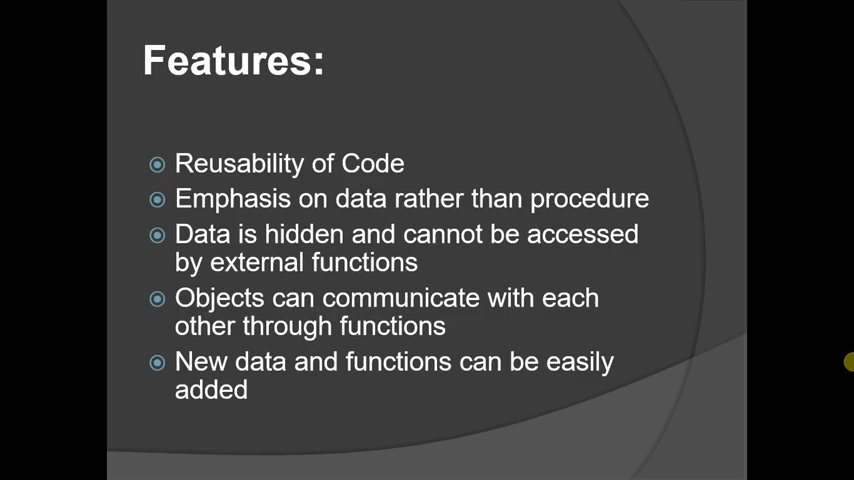 Features:
Reusability of Code
Emphasis on data rather than procedure
Data is hidden and cannot be accessed
by external functions
Objects can communicate with each
other through functions
New data and functions can be easily
added